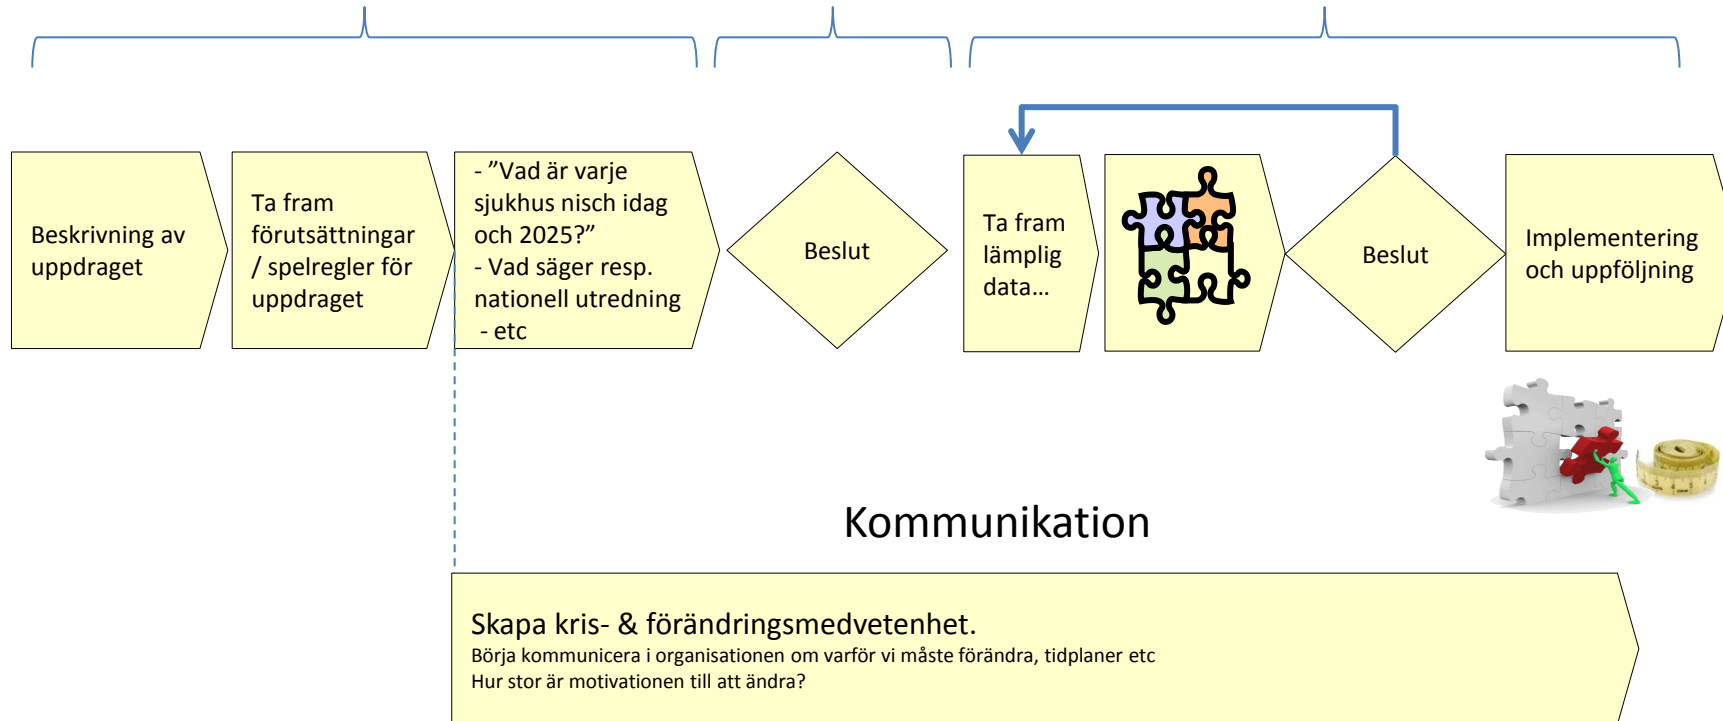 Beskrivning av
uppdraget
Ta fram
förutsättningar
/ spelregler för
uppdraget
- ”Vad är varje
sjukhus nisch idag
och 2025?”
- Vad säger resp.
nationell utredning
- etc
Beslut
Ta fram
lämplig
data…
Beslut
Implementering
och uppföljning
Kommunikation
Skapa kris- & förändringsmedvetenhet.
Börja kommunicera i organisationen om varför vi måste förändra, tidplaner etc
Hur stor är motivationen till att ändra?